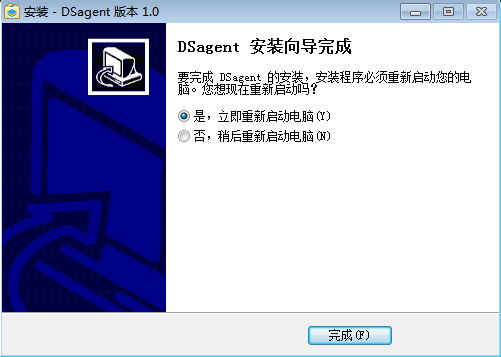 安装 - DSagent 版本 1.0
DSagent 安装向导完成
要完成 DSagent 的安装，安装程序必须重新启动您的电
脑。您想现在重新启动吗？
是，立即重新启动电脑(Y)
否，稍后重新启动电脑(N)
完成(F)